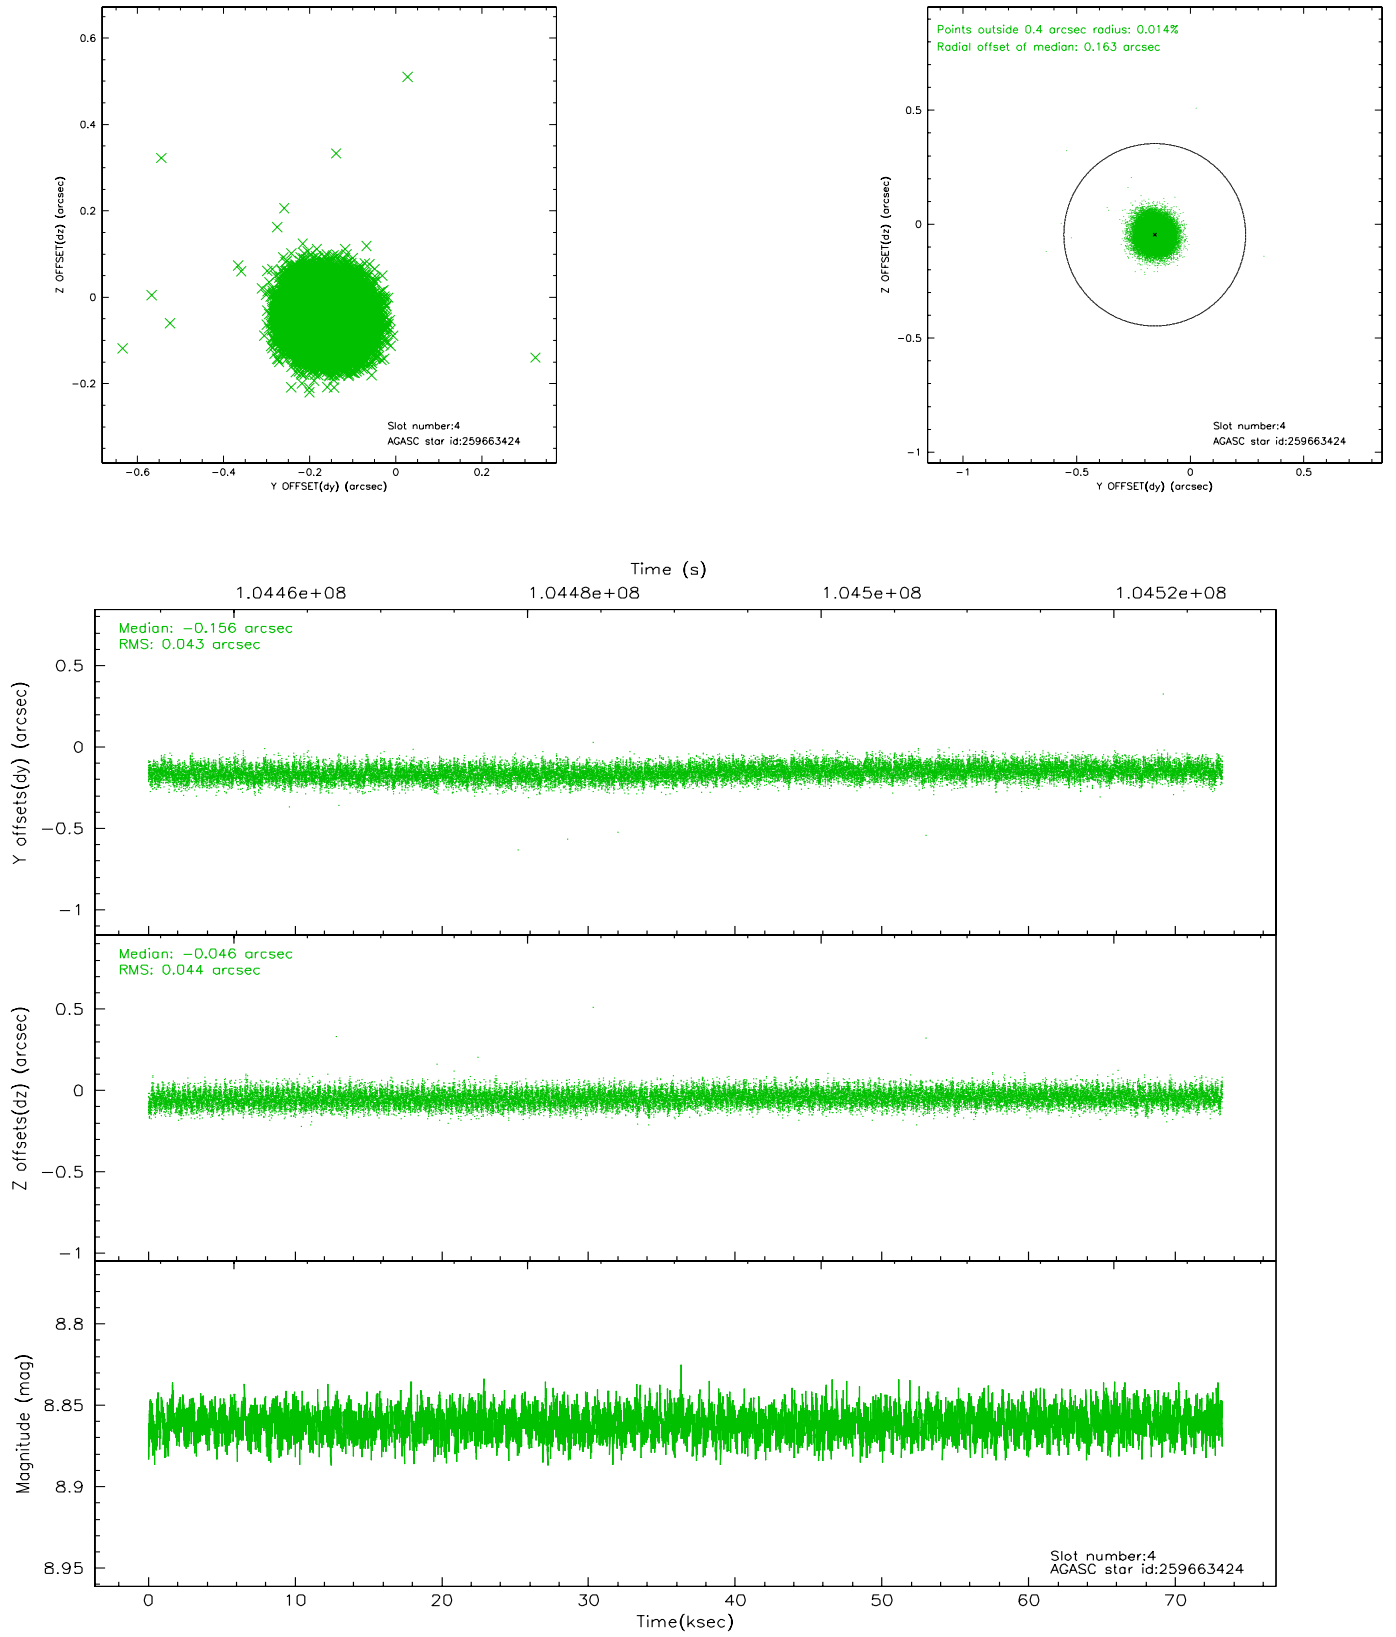 0.6
0.4
0.2
0
−0.2
Z OFFSET(dz) (arcsec)
−0.6 −0.4 −0.2 0 0.2
Y OFFSET(dy) (arcsec)
Slot number:4
AGASC star id:259663424
Points outside 0.4 arcsec radius: 0.014%
Radial offset of median: 0.163 arcsec
0.5
0
−0.5
−1
Z OFFSET(dz) (arcsec)
−1 −0.5 0 0.5
Y OFFSET(dy) (arcsec)
Slot number:4
AGASC star id:259663424
Time (s)
1.0446e+08 1.0448e+08 1.045e+08 1.0452e+08
Median: −0.156 arcsec
RMS: 0.043 arcsec
0.5
0
−0.5
−1
Y offsets(dy) (arcsec)
Median: −0.046 arcsec
RMS: 0.044 arcsec
0.5
0
−0.5
−1
Z offsets(dz) (arcsec)
8.8
8.85
8.9
8.95
Magnitude (mag)
Slot number:4
AGASC star id:259663424
0 10 20 30 40 50 60 70
Time(ksec)